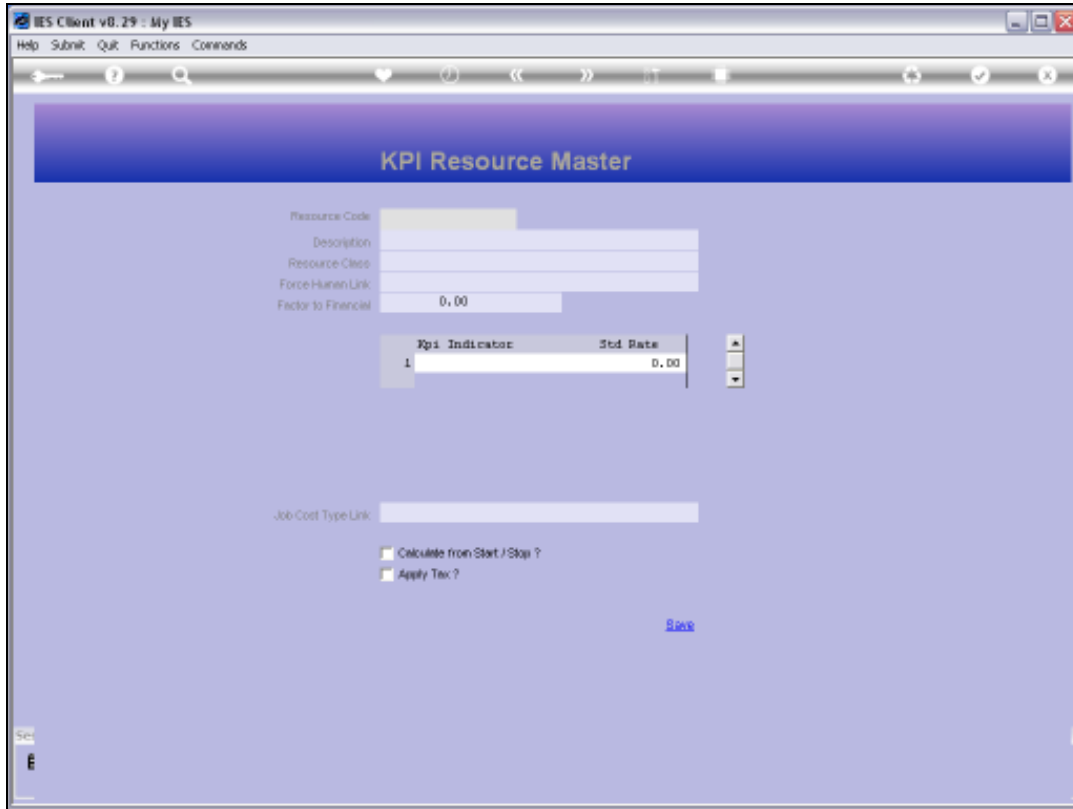 IES Client v8.29 : My IES
Help Submit Quit Functions Commands
KPI Resource Master
Resource Code
Description
Resource Class
Force Human Link
Factor to Financial 0.00
Kpi Indicator Std Rate
1 0.00
Job Cost Type Link
Calculate from Start / Stop ?
Apply Tax ?
Save